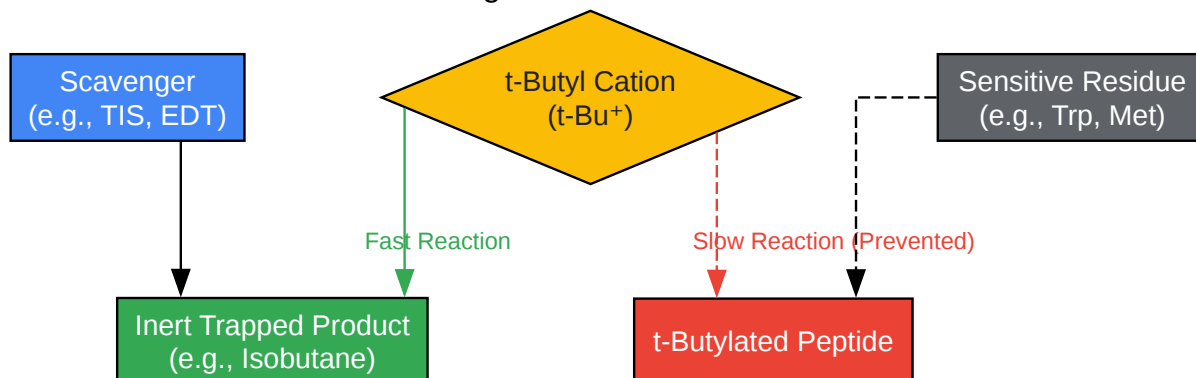 Scavenger
(e.g., TIS, EDT)
t-Butyl Cation
(t-Bu⁺)
Sensitive Residue
(e.g., Trp, Met)
Fast Reaction
Slow Reaction (Prevented)
Inert Trapped Product
(e.g., Isobutane)
t-Butylated Peptide